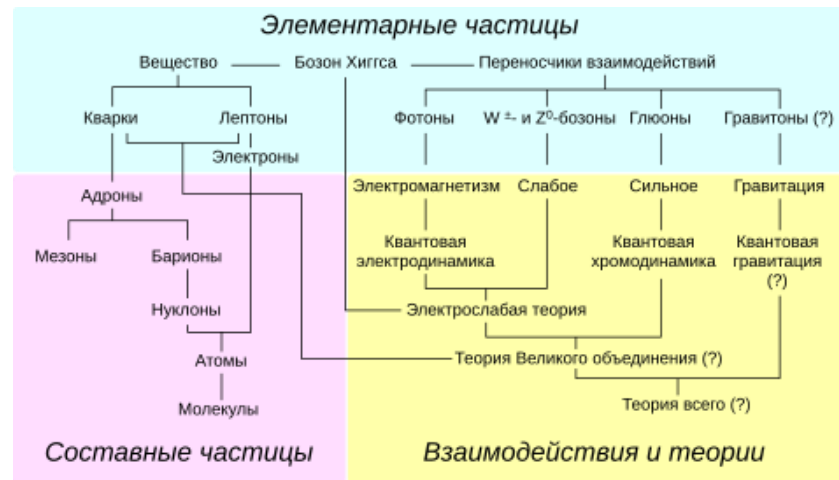 Элементарные частицы
Вещество Бозон Хиггса Переносчики взаимодействий
Кварки Лептоны Фотоны W ±- и Z⁰-бозоны Глюоны Гравитоны (?)
Электроны
Адроны Электромагнетизм Слабое Сильное Гравитация
Мезоны Барионы Квантовая электродинамика Квантовая хромодинамика Квантовая гравитация (?)
Нуклоны Электрослабая теория
Атомы Теория Великого объединения (?)
Молекулы Теория всего (?)
Составные частицы Взаимодействия и теории